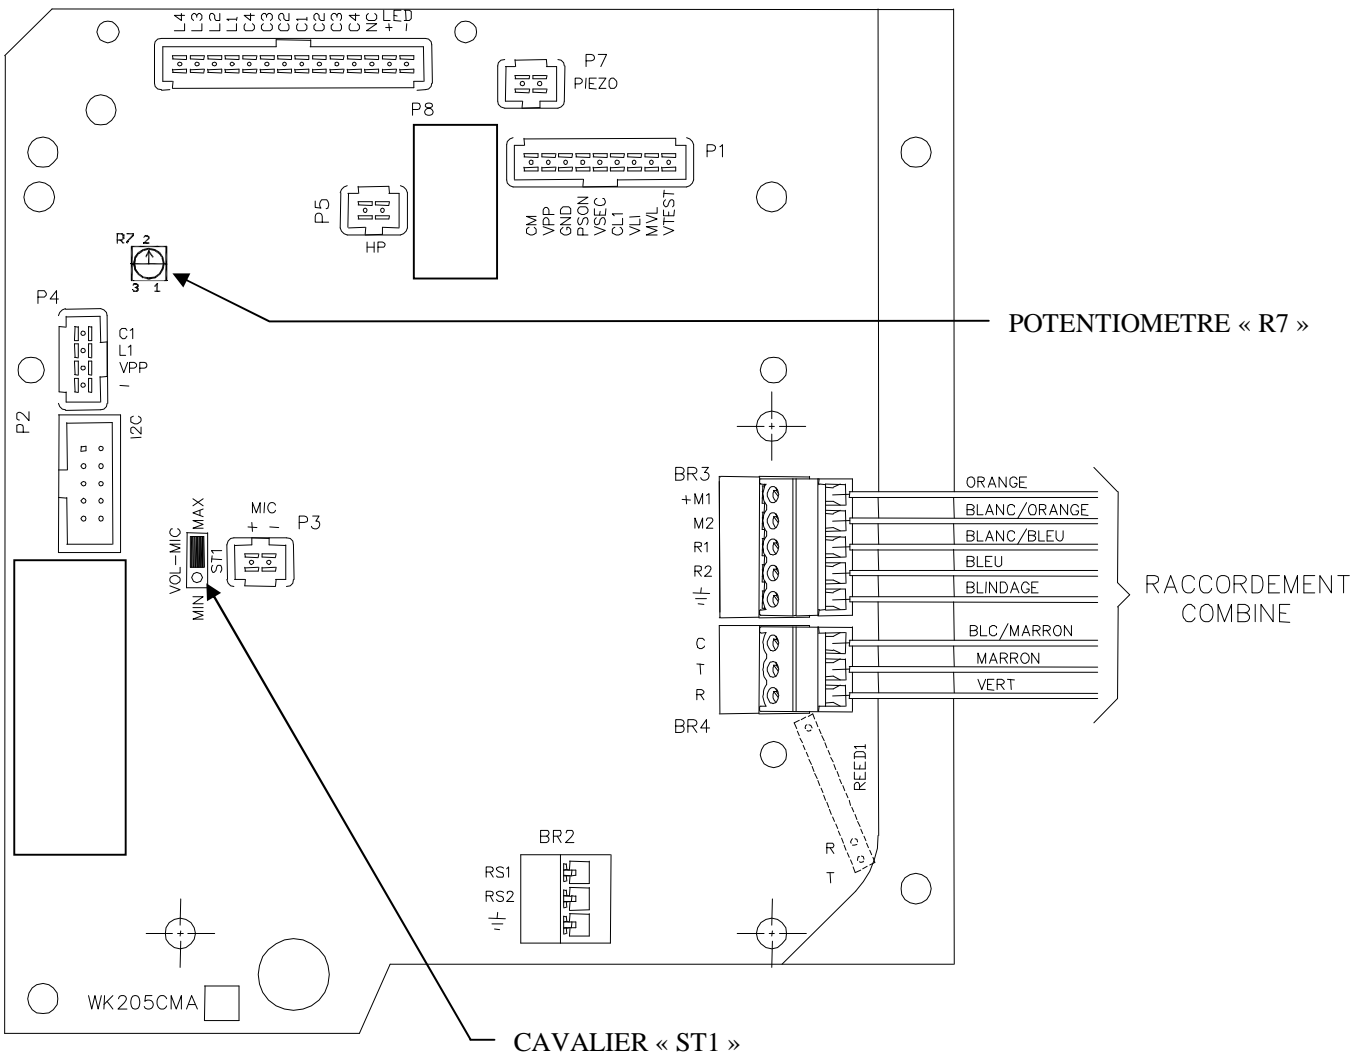 L4 L3 L2 L1 C4 C3 C2 C1 C2 C3 C4 NC LED + -
P7
PIEZO
P8
P1
CM VPP GND PSON VSEC CL1 VLI MVL VTEST
P5
HP
R7 2
3 1
POTENTIOMETRE « R7 »
P4
C1
L1
VPP
-
P2
I2C
VOL-MIC
MAX
MIN
ST1
MIC
+ -
P3
BR3
+M1
M2
R1
R2
ORANGE
BLANC/ORANGE
BLANC/BLEU
BLEU
BLINDAGE
RACCORDEMENT
COMBINE
C
T
R
BLC/MARRON
MARRON
VERT
BR4
REED1
R
T
BR2
RS1
RS2
WK205CMA
CAVALIER « ST1 »